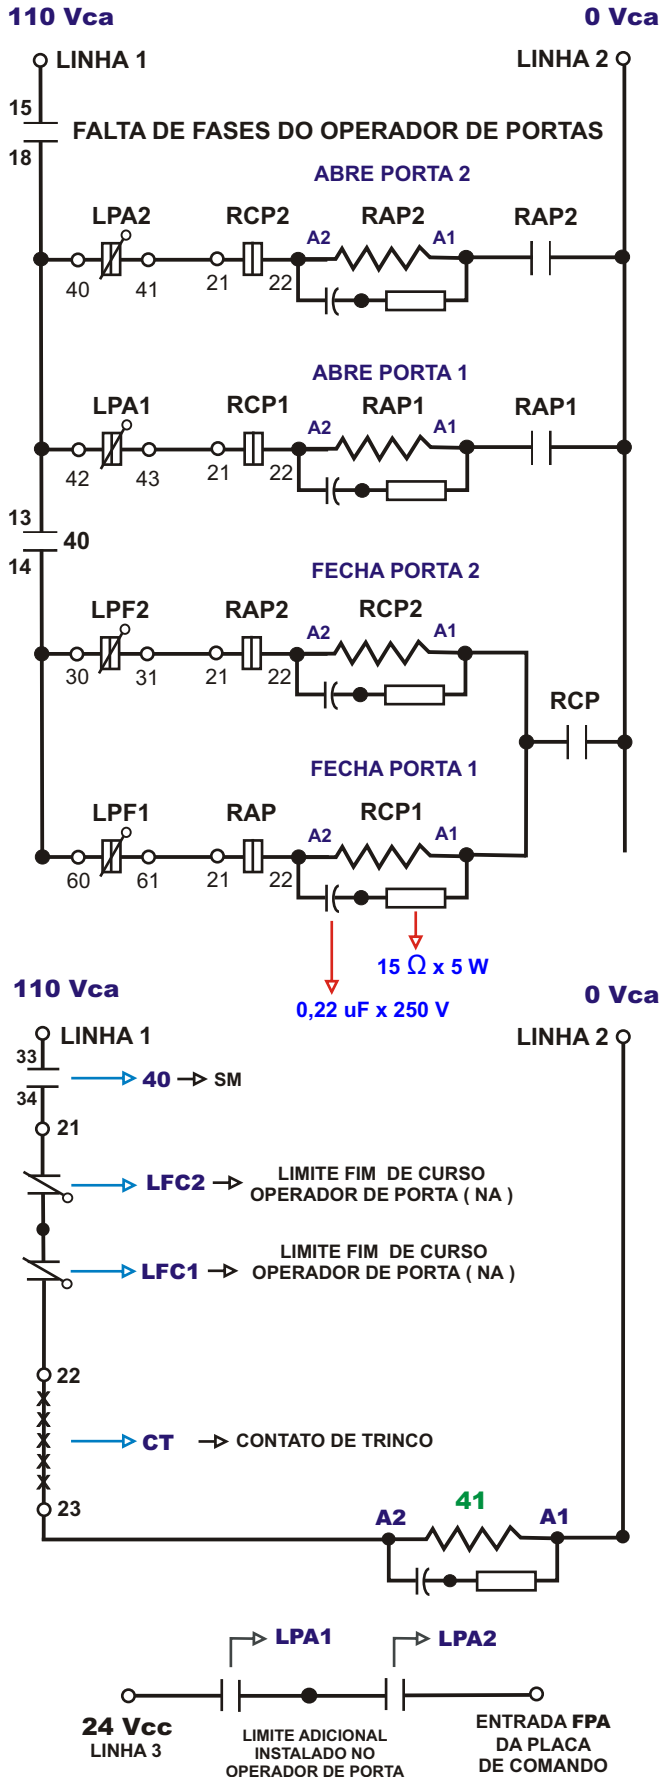 110 Vca
0 Vca
LINHA 1
LINHA 2
15
18
FALTA DE FASES DO OPERADOR DE PORTAS
ABRE PORTA 2
LPA2
RCP2
RAP2
RAP2
A2
A1
40
41
21
22
ABRE PORTA 1
LPA1
RCP1
RAP1
RAP1
A2
A1
42
43
21
22
13
40
14
FECHA PORTA 2
LPF2
RAP2
RCP2
A2
A1
30
31
21
22
RCP
FECHA PORTA 1
LPF1
RAP
RCP1
A2
A1
60
61
21
22
15 Ω x 5 W
0,22 uF x 250 V
110 Vca
0 Vca
LINHA 1
LINHA 2
33
34
40
SM
21
LFC2
LIMITE FIM DE CURSO
OPERADOR DE PORTA ( NA )
LFC1
LIMITE FIM DE CURSO
OPERADOR DE PORTA ( NA )
22
CT
CONTATO DE TRINCO
23
41
A2
A1
LPA1
LPA2
24 Vcc
LINHA 3
LIMITE ADICIONAL
INSTALADO NO
OPERADOR DE PORTA
ENTRADA FPA
DA PLACA
DE COMANDO